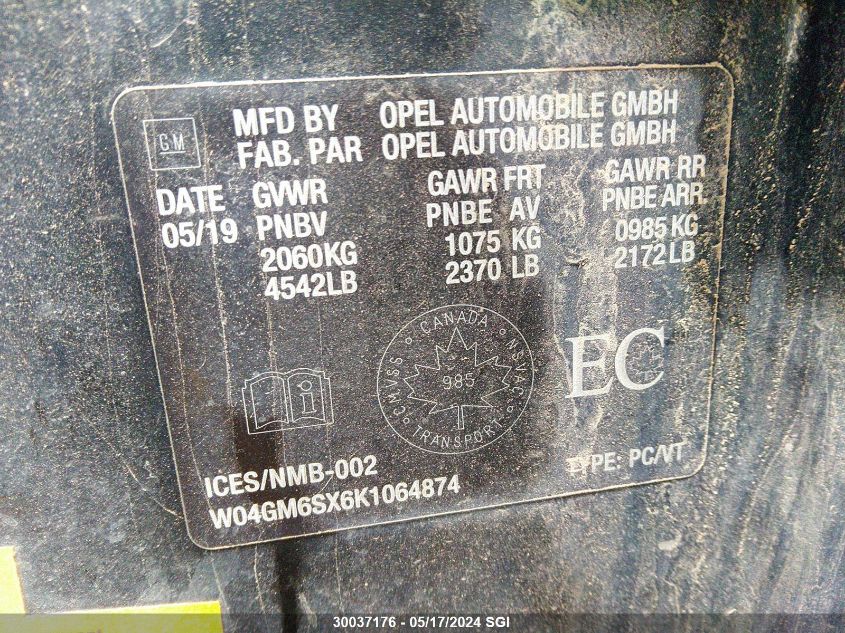 GM
MFD BY OPEL AUTOMOBILE GMBH
FAB. PAR OPEL AUTOMOBILE GMBH
DATE GVWR GAWR FRT GAWR RR
05/19 PNBV PNBE AV PNBE ARR.
2060KG 1075 KG 0985 KG
4542LB 2370 LB 2172 LB
CANADA
CMVSS 985 NSVAC
TRANSPORT
EC
i
ICES/NMB-002 TYPE: PC/VT
W04GM6SX6K1064874
30037176 - 05/17/2024 SGI